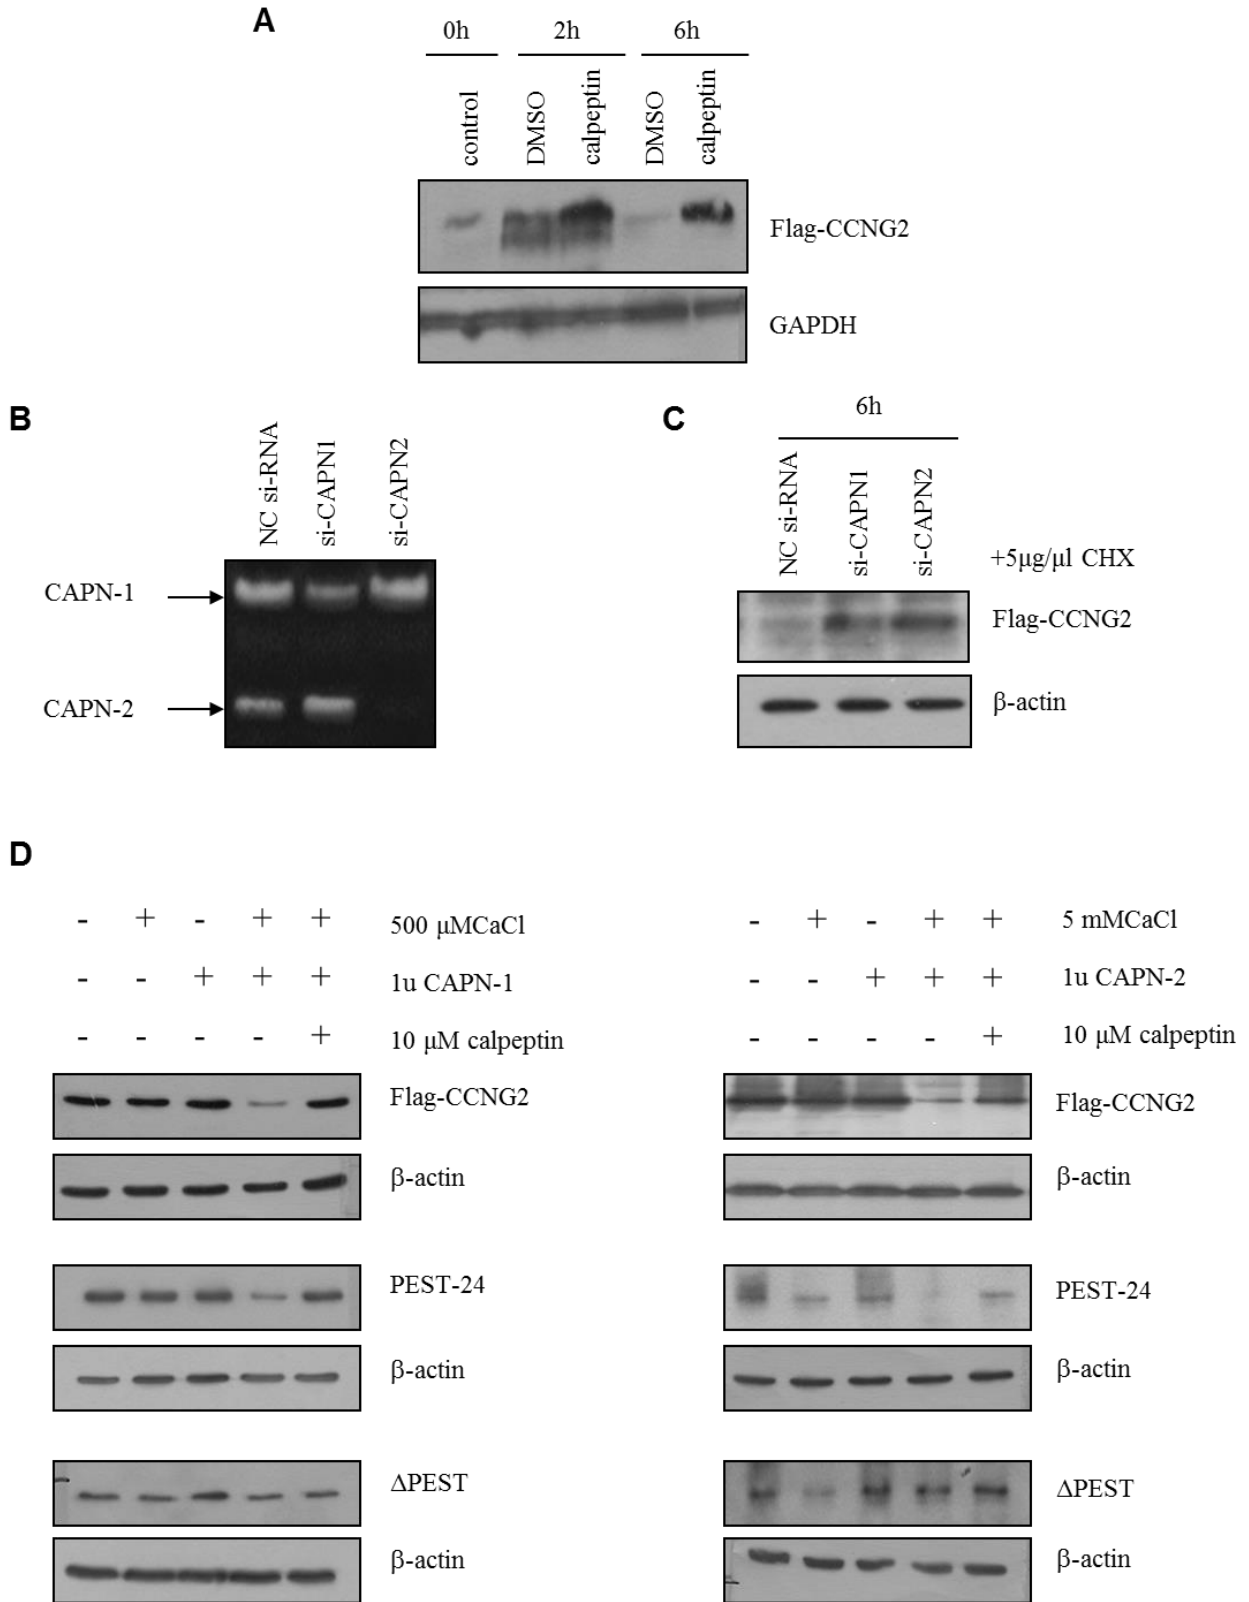 A
0h 2h 6h
control DMSO calpeptin DMSO calpeptin
Flag-CCNG2
GAPDH
B
NC si-RNA si-CAPN1 si-CAPN2
CAPN-1
CAPN-2
C
6h
NC si-RNA si-CAPN1 si-CAPN2
+5μg/μl CHX
Flag-CCNG2
β-actin
D
- + - + + 500 μMCaCl
- - + + + 1u CAPN-1
- - - - + 10 μM calpeptin
Flag-CCNG2
β-actin
PEST-24
β-actin
ΔPEST
β-actin
- + - + + 5 mMCaCl
- - + + + 1u CAPN-2
- - - - + 10 μM calpeptin
Flag-CCNG2
β-actin
PEST-24
β-actin
ΔPEST
β-actin